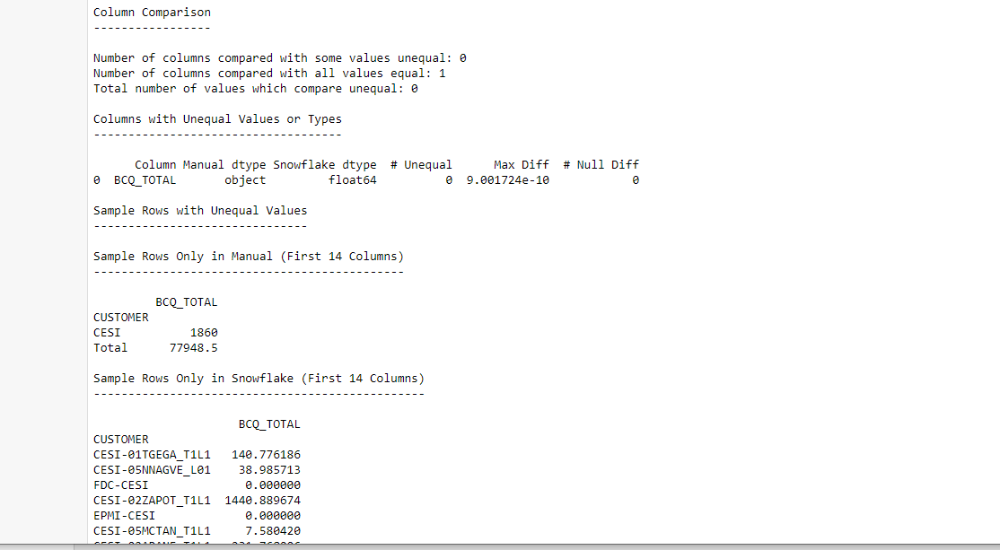 Column Comparison
-----------------
Number of columns compared with some values unequal: 0
Number of columns compared with all values equal: 1
Total number of values which compare unequal: 0
Columns with Unequal Values or Types
------------------------------------
      Column Manual dtype Snowflake dtype  # Unequal      Max Diff  # Null Diff
0  BCQ_TOTAL       object         float64          0  9.001724e-10            0
Sample Rows with Unequal Values
-------------------------------
Sample Rows Only in Manual (First 14 Columns)
---------------------------------------------
         BCQ_TOTAL
CUSTOMER
CESI          1860
Total      77948.5
Sample Rows Only in Snowflake (First 14 Columns)
------------------------------------------------
                     BCQ_TOTAL
CUSTOMER
CESI-01TGEGA_T1L1   140.776186
CESI-05NNAGVE_L01    38.985713
FDC-CESI              0.000000
CESI-02ZAPOT_T1L1  1440.889674
EPMI-CESI             0.000000
CESI-05MCTAN_T1L1     7.580420